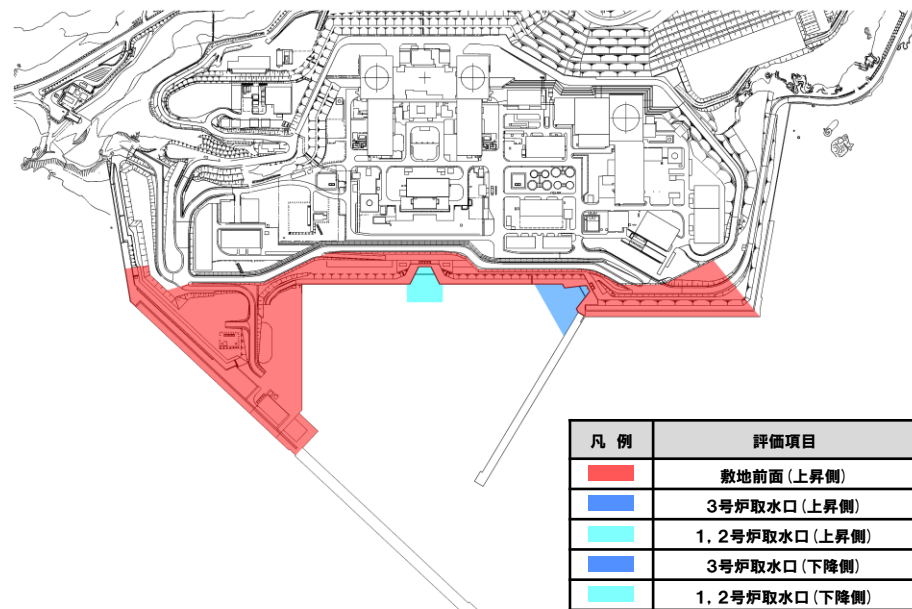 凡 例 評価項目
敷地前面(上昇側)
3号炉取水口(上昇側)
1, 2号炉取水口(上昇側)
3号炉取水口(下降側)
1, 2号炉取水口(下降側)